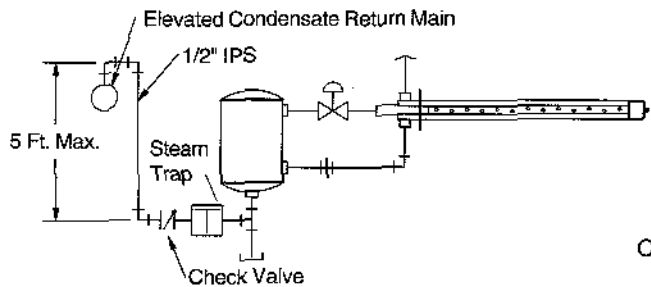 Elevated Condensate Return Main
1/2" IPS
5 Ft. Max.
Steam
Trap
Check Valve
C